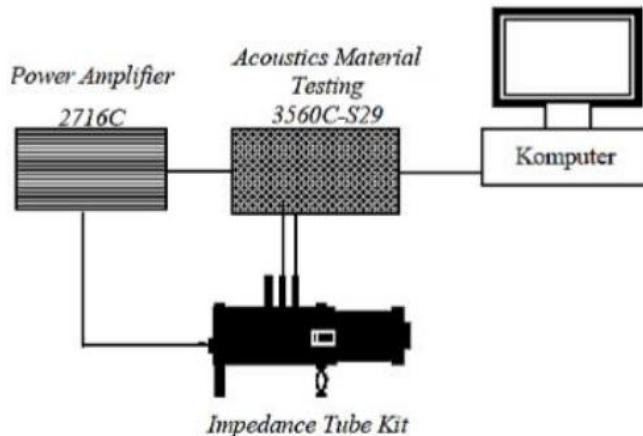 Power Amplifier
2716C
Acoustics Material
Testing
3560C-S29
Komputer
Impedance Tube Kit